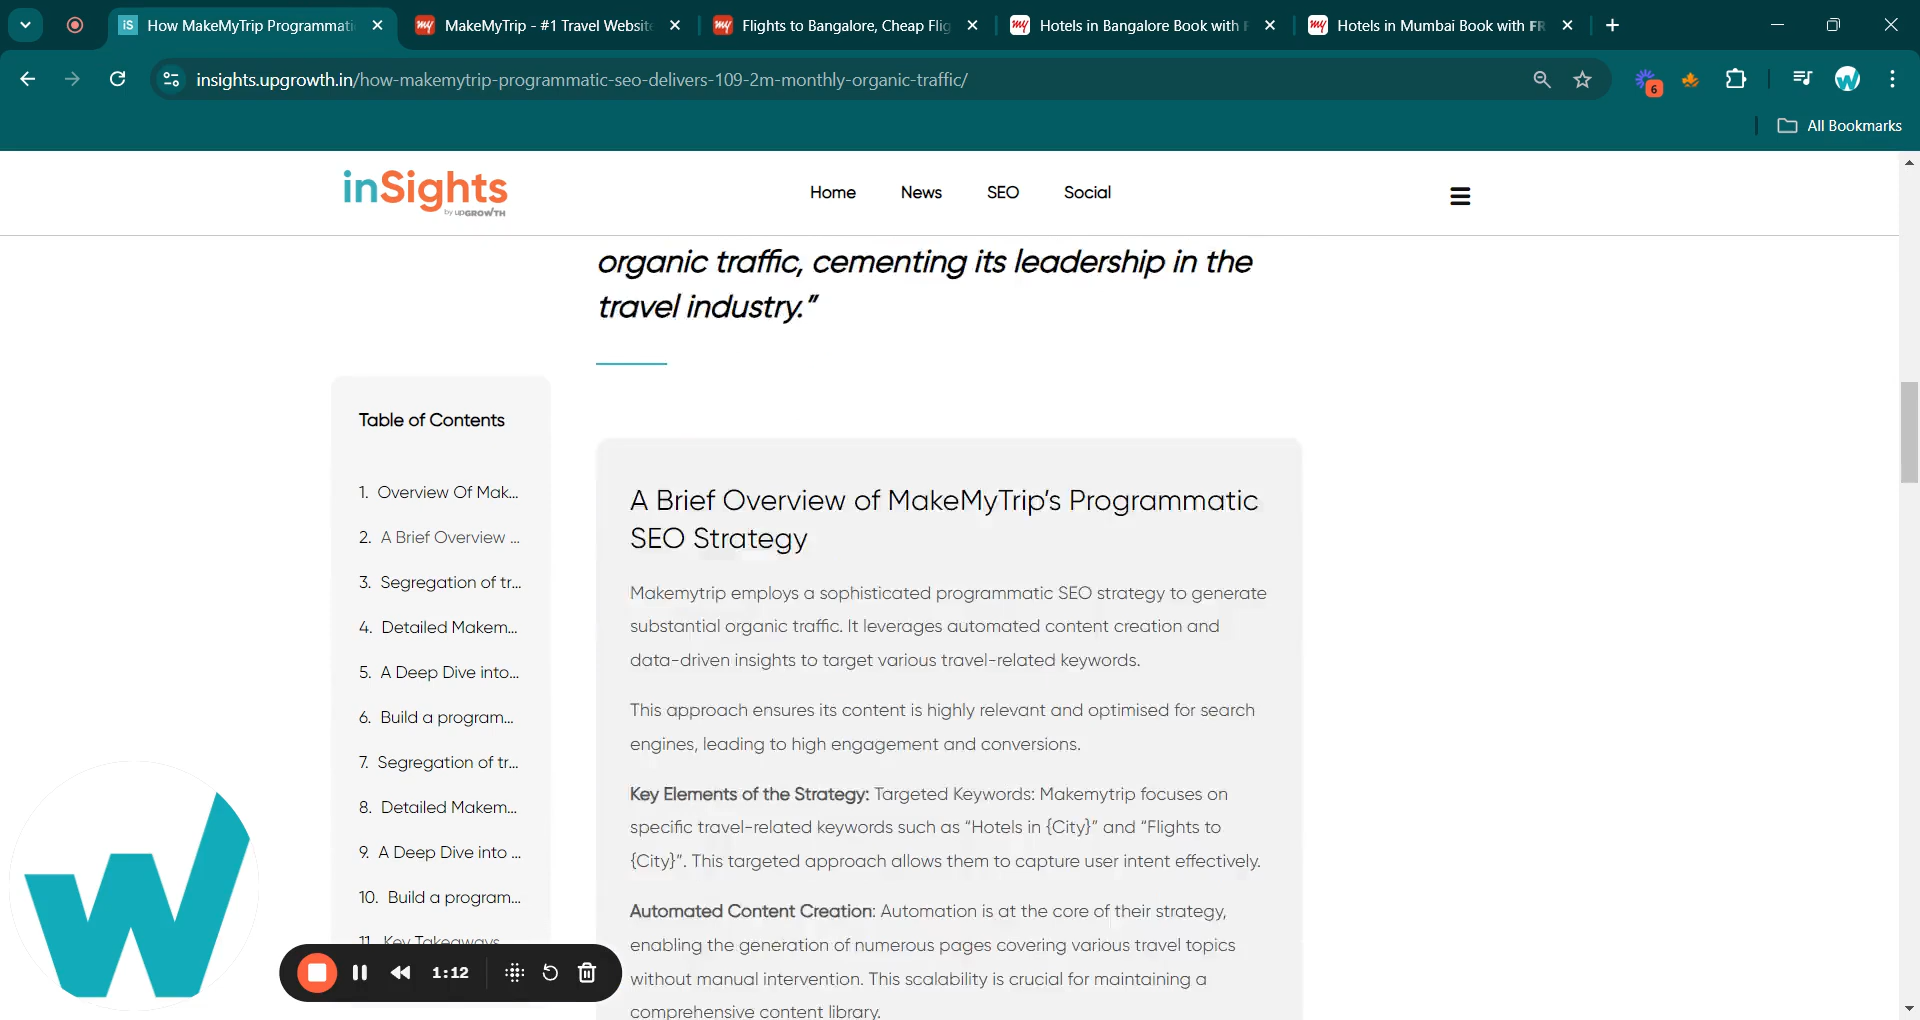 iS How MakeMyTrip Programmati
MakeMyTrip - #1 Travel Website
Flights to Bangalore, Cheap Flig
Hotels in Bangalore Book with F
Hotels in Mumbai Book with FR
insights.upgrowth.in/how-makemytrip-programmatic-seo-delivers-109-2m-monthly-organic-traffic/
6
All Bookmarks
inSights
by upGROWTH
Home News SEO Social
organic traffic, cementing its leadership in the
travel industry.”
Table of Contents
1. Overview Of Mak...
2. A Brief Overview ...
3. Segregation of tr...
4. Detailed Makem...
5. A Deep Dive into...
6. Build a program...
7. Segregation of tr...
8. Detailed Makem...
9. A Deep Dive into ...
10. Build a program...
11. Key Takeaways
A Brief Overview of MakeMyTrip’s Programmatic
SEO Strategy
Makemytrip employs a sophisticated programmatic SEO strategy to generate
substantial organic traffic. It leverages automated content creation and
data-driven insights to target various travel-related keywords.
This approach ensures its content is highly relevant and optimised for search
engines, leading to high engagement and conversions.
Key Elements of the Strategy: Targeted Keywords: Makemytrip focuses on
specific travel-related keywords such as “Hotels in {City}” and “Flights to
{City}”. This targeted approach allows them to capture user intent effectively.
Automated Content Creation: Automation is at the core of their strategy,
enabling the generation of numerous pages covering various travel topics
without manual intervention. This scalability is crucial for maintaining a
comprehensive content library.
1:12